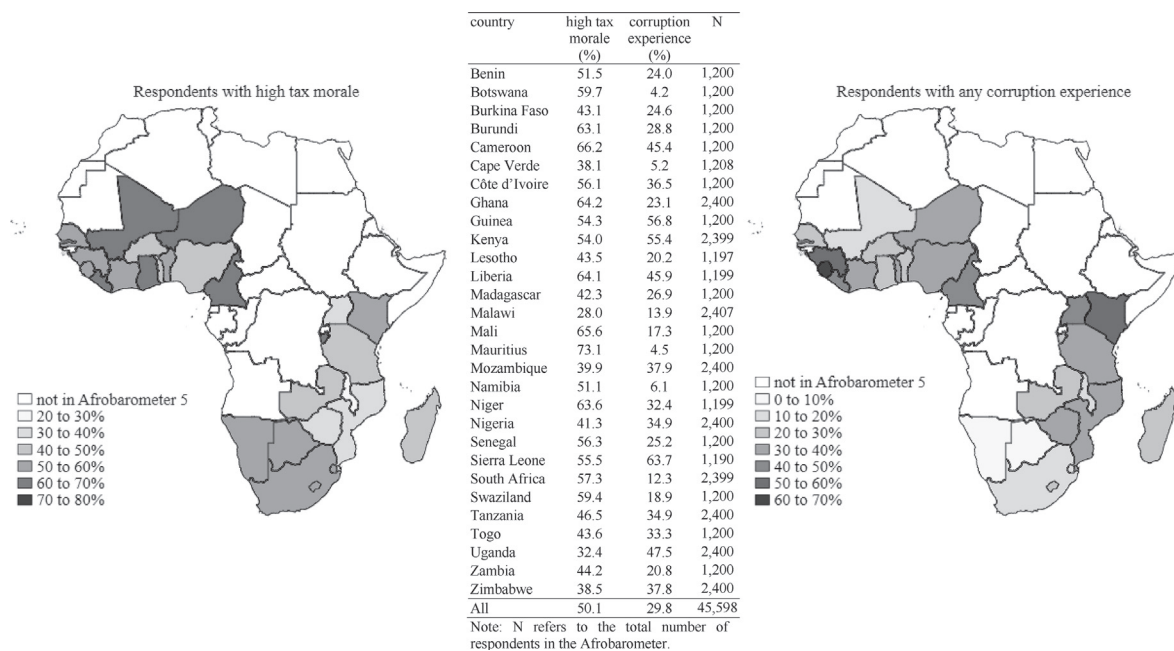 Respondents with high tax morale
not in Afrobarometer 5
20 to 30%
30 to 40%
40 to 50%
50 to 60%
60 to 70%
70 to 80%
country high tax morale (%) corruption experience (%) N
Benin 51.5 24.0 1,200
Botswana 59.7 4.2 1,200
Burkina Faso 43.1 24.6 1,200
Burundi 63.1 28.8 1,200
Cameroon 66.2 45.4 1,200
Cape Verde 38.1 5.2 1,208
Côte d'Ivoire 56.1 36.5 1,200
Ghana 64.2 23.1 2,400
Guinea 54.3 56.8 1,200
Kenya 54.0 55.4 2,399
Lesotho 43.5 20.2 1,197
Liberia 64.1 45.9 1,199
Madagascar 42.3 26.9 1,200
Malawi 28.0 13.9 2,407
Mali 65.6 17.3 1,200
Mauritius 73.1 4.5 1,200
Mozambique 39.9 37.9 2,400
Namibia 51.1 6.1 1,200
Niger 63.6 32.4 1,199
Nigeria 41.3 34.9 2,400
Senegal 56.3 25.2 1,200
Sierra Leone 55.5 63.7 1,190
South Africa 57.3 12.3 2,399
Swaziland 59.4 18.9 1,200
Tanzania 46.5 34.9 2,400
Togo 43.6 33.3 1,200
Uganda 32.4 47.5 2,400
Zambia 44.2 20.8 1,200
Zimbabwe 38.5 37.8 2,400
All 50.1 29.8 45,598
Note: N refers to the total number of
respondents in the Afrobarometer.
Respondents with any corruption experience
not in Afrobarometer 5
0 to 10%
10 to 20%
20 to 30%
30 to 40%
40 to 50%
50 to 60%
60 to 70%